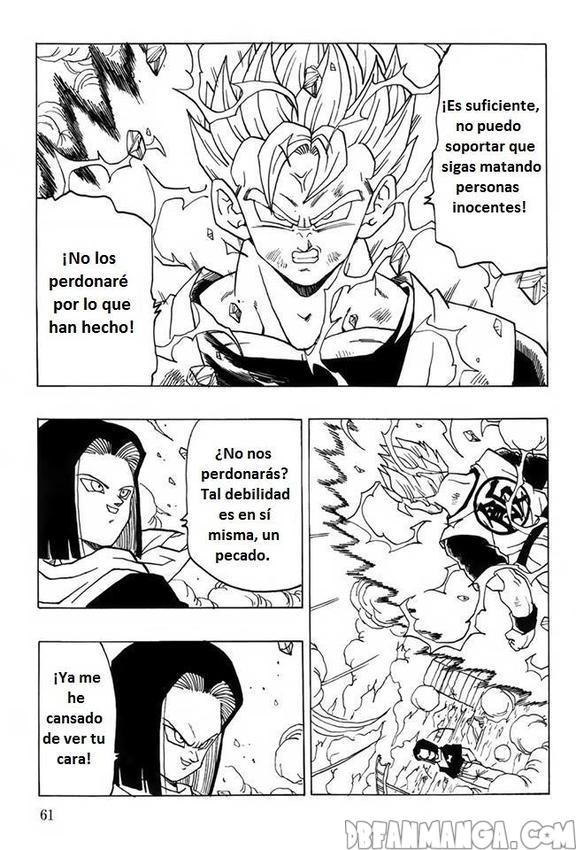 ¡Es suficiente,
no puedo
soportar que
sigas matando
personas
inocentes!
¡No los
perdonaré
por lo que
han hecho!
¿No nos
perdonarás?
Tal debilidad
es en sí
misma, un
pecado.
¡Ya me
he
cansado
de ver tu
cara!
61
DBFANMANGA.COM